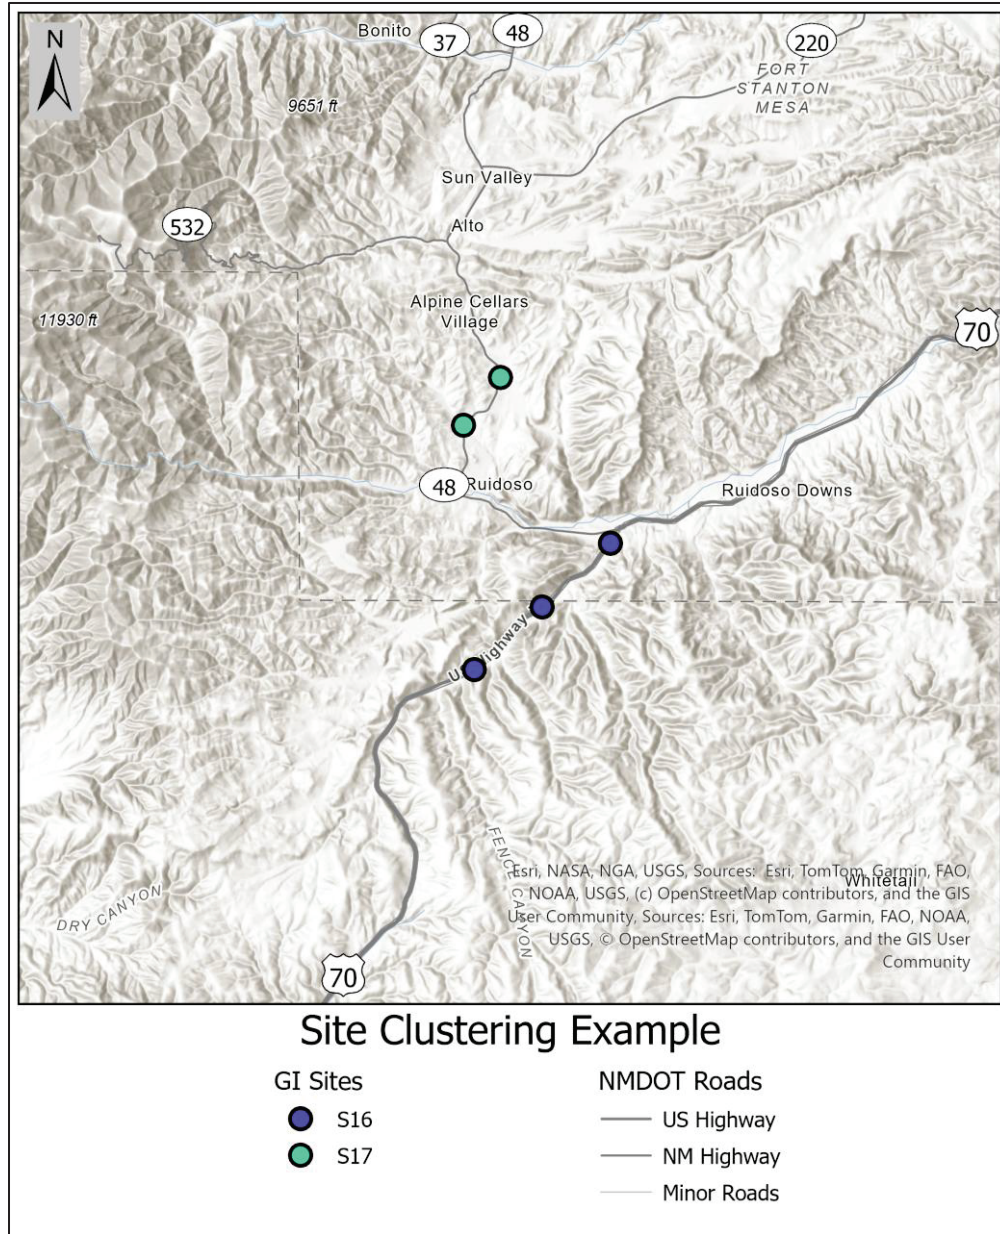 N
Bonito
37
48
220
FORT
STANTON
MESA
9651 ft
Sun Valley
532
Alto
Alpine Cellars
Village
11930 ft
70
48
Ruidoso
Ruidoso Downs
Highway
FENCE CANYON
DRY CANYON
Whitetail
Esri, NASA, NGA, USGS, Sources: Esri, TomTom, Garmin, FAO,
NOAA, USGS, (c) OpenStreetMap contributors, and the GIS
User Community, Sources: Esri, TomTom, Garmin, FAO, NOAA,
USGS, © OpenStreetMap contributors, and the GIS User
Community
70
Site Clustering Example
GI Sites
S16
S17
NMDOT Roads
US Highway
NM Highway
Minor Roads